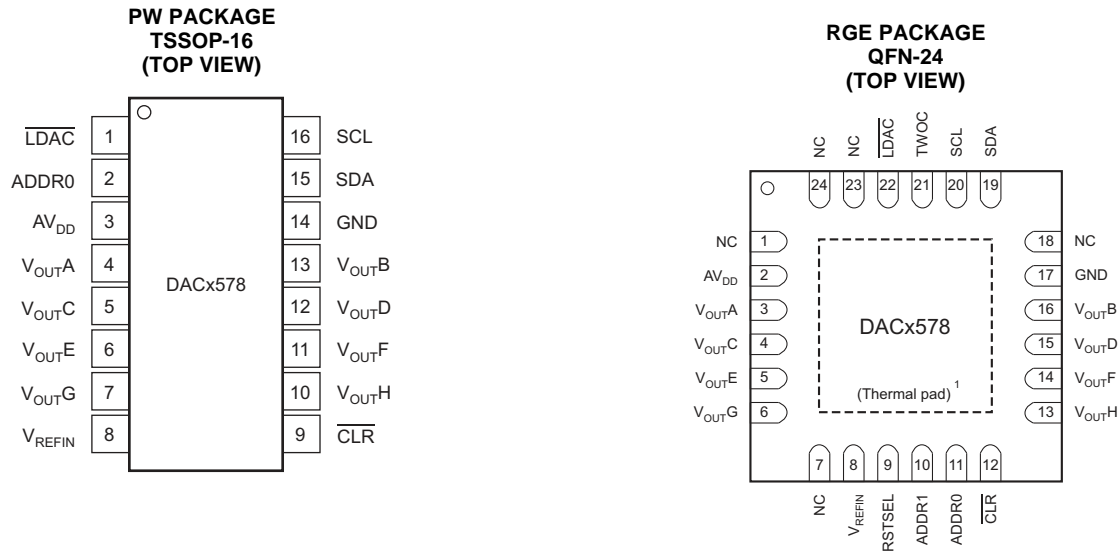 PW PACKAGE
TSSOP-16
(TOP VIEW)
LDAC 1
ADDR0 2
AVDD 3
VOUTA 4
VOUTC 5
VOUTE 6
VOUTG 7
VREFIN 8
DACx578
16 SCL
15 SDA
14 GND
13 VOUTB
12 VOUTD
11 VOUTF
10 VOUTH
9 CLR
RGE PACKAGE
QFN-24
(TOP VIEW)
NC NC LDAC TWOC SCL SDA
24 23 22 21 20 19
NC 1
AVDD 2
VOUTA 3
VOUTC 4
VOUTE 5
VOUTG 6
DACx578
(Thermal pad) 1
18 NC
17 GND
16 VOUTB
15 VOUTD
14 VOUTF
13 VOUTH
7 8 9 10 11 12
NC VREFIN RSTSEL ADDR1 ADDR0 CLR